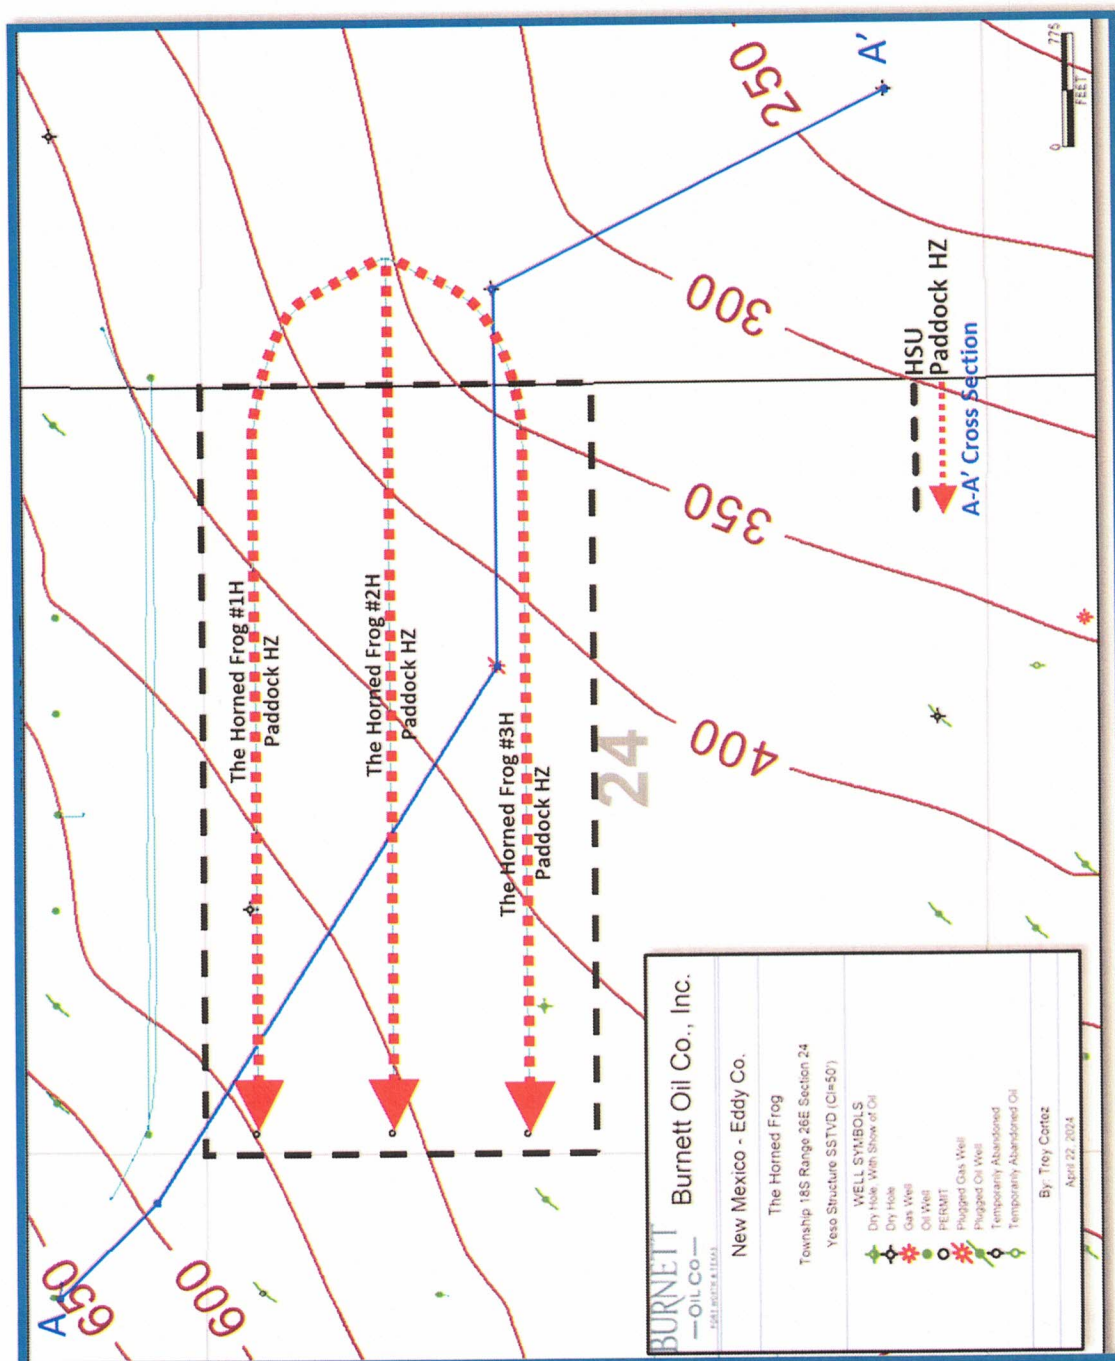 A
A'
650
600
400
350
300
250
24
The Horned Frog #1H
Paddock HZ
The Horned Frog #2H
Paddock HZ
The Horned Frog #3H
Paddock HZ
HSU
Paddock HZ
A-A' Cross Section
0 775
FEET
BURNETT
OIL CO
FORT WORTH TEXAS
Burnett Oil Co., Inc.
New Mexico - Eddy Co.
The Horned Frog
Township 18S Range 26E Section 24
Yeso Structure SSTVD (CI=50')
WELL SYMBOLS
Dry Hole, With Show of Oil
Dry Hole
Gas Well
Oil Well
PERMIT
Plugged Gas Well
Plugged Oil Well
Temporarily Abandoned
Temporarily Abandoned Oil
By: Trey Cortez
April 22, 2024